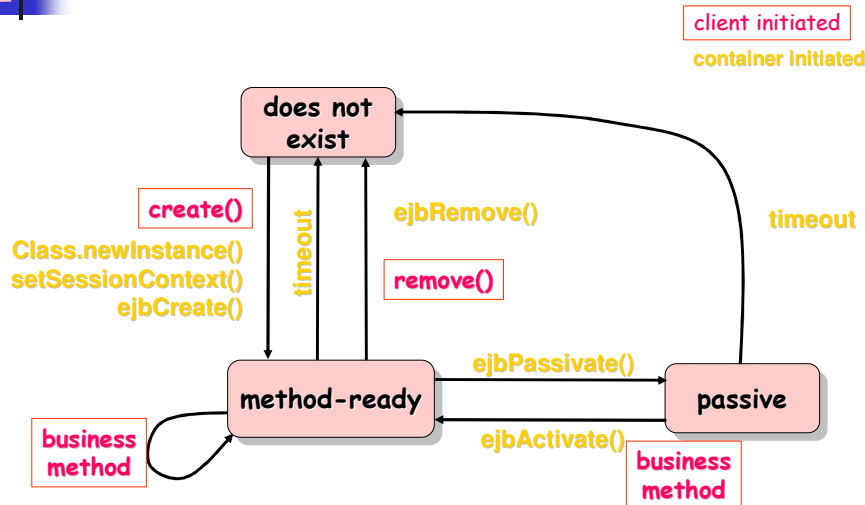 client initiated
container initiated
does not
exist
create()
Class.newInstance()
setSessionContext()
ejbCreate()
timeout
ejbRemove()
remove()
timeout
method-ready
ejbPassivate()
ejbActivate()
passive
business
method
business
method